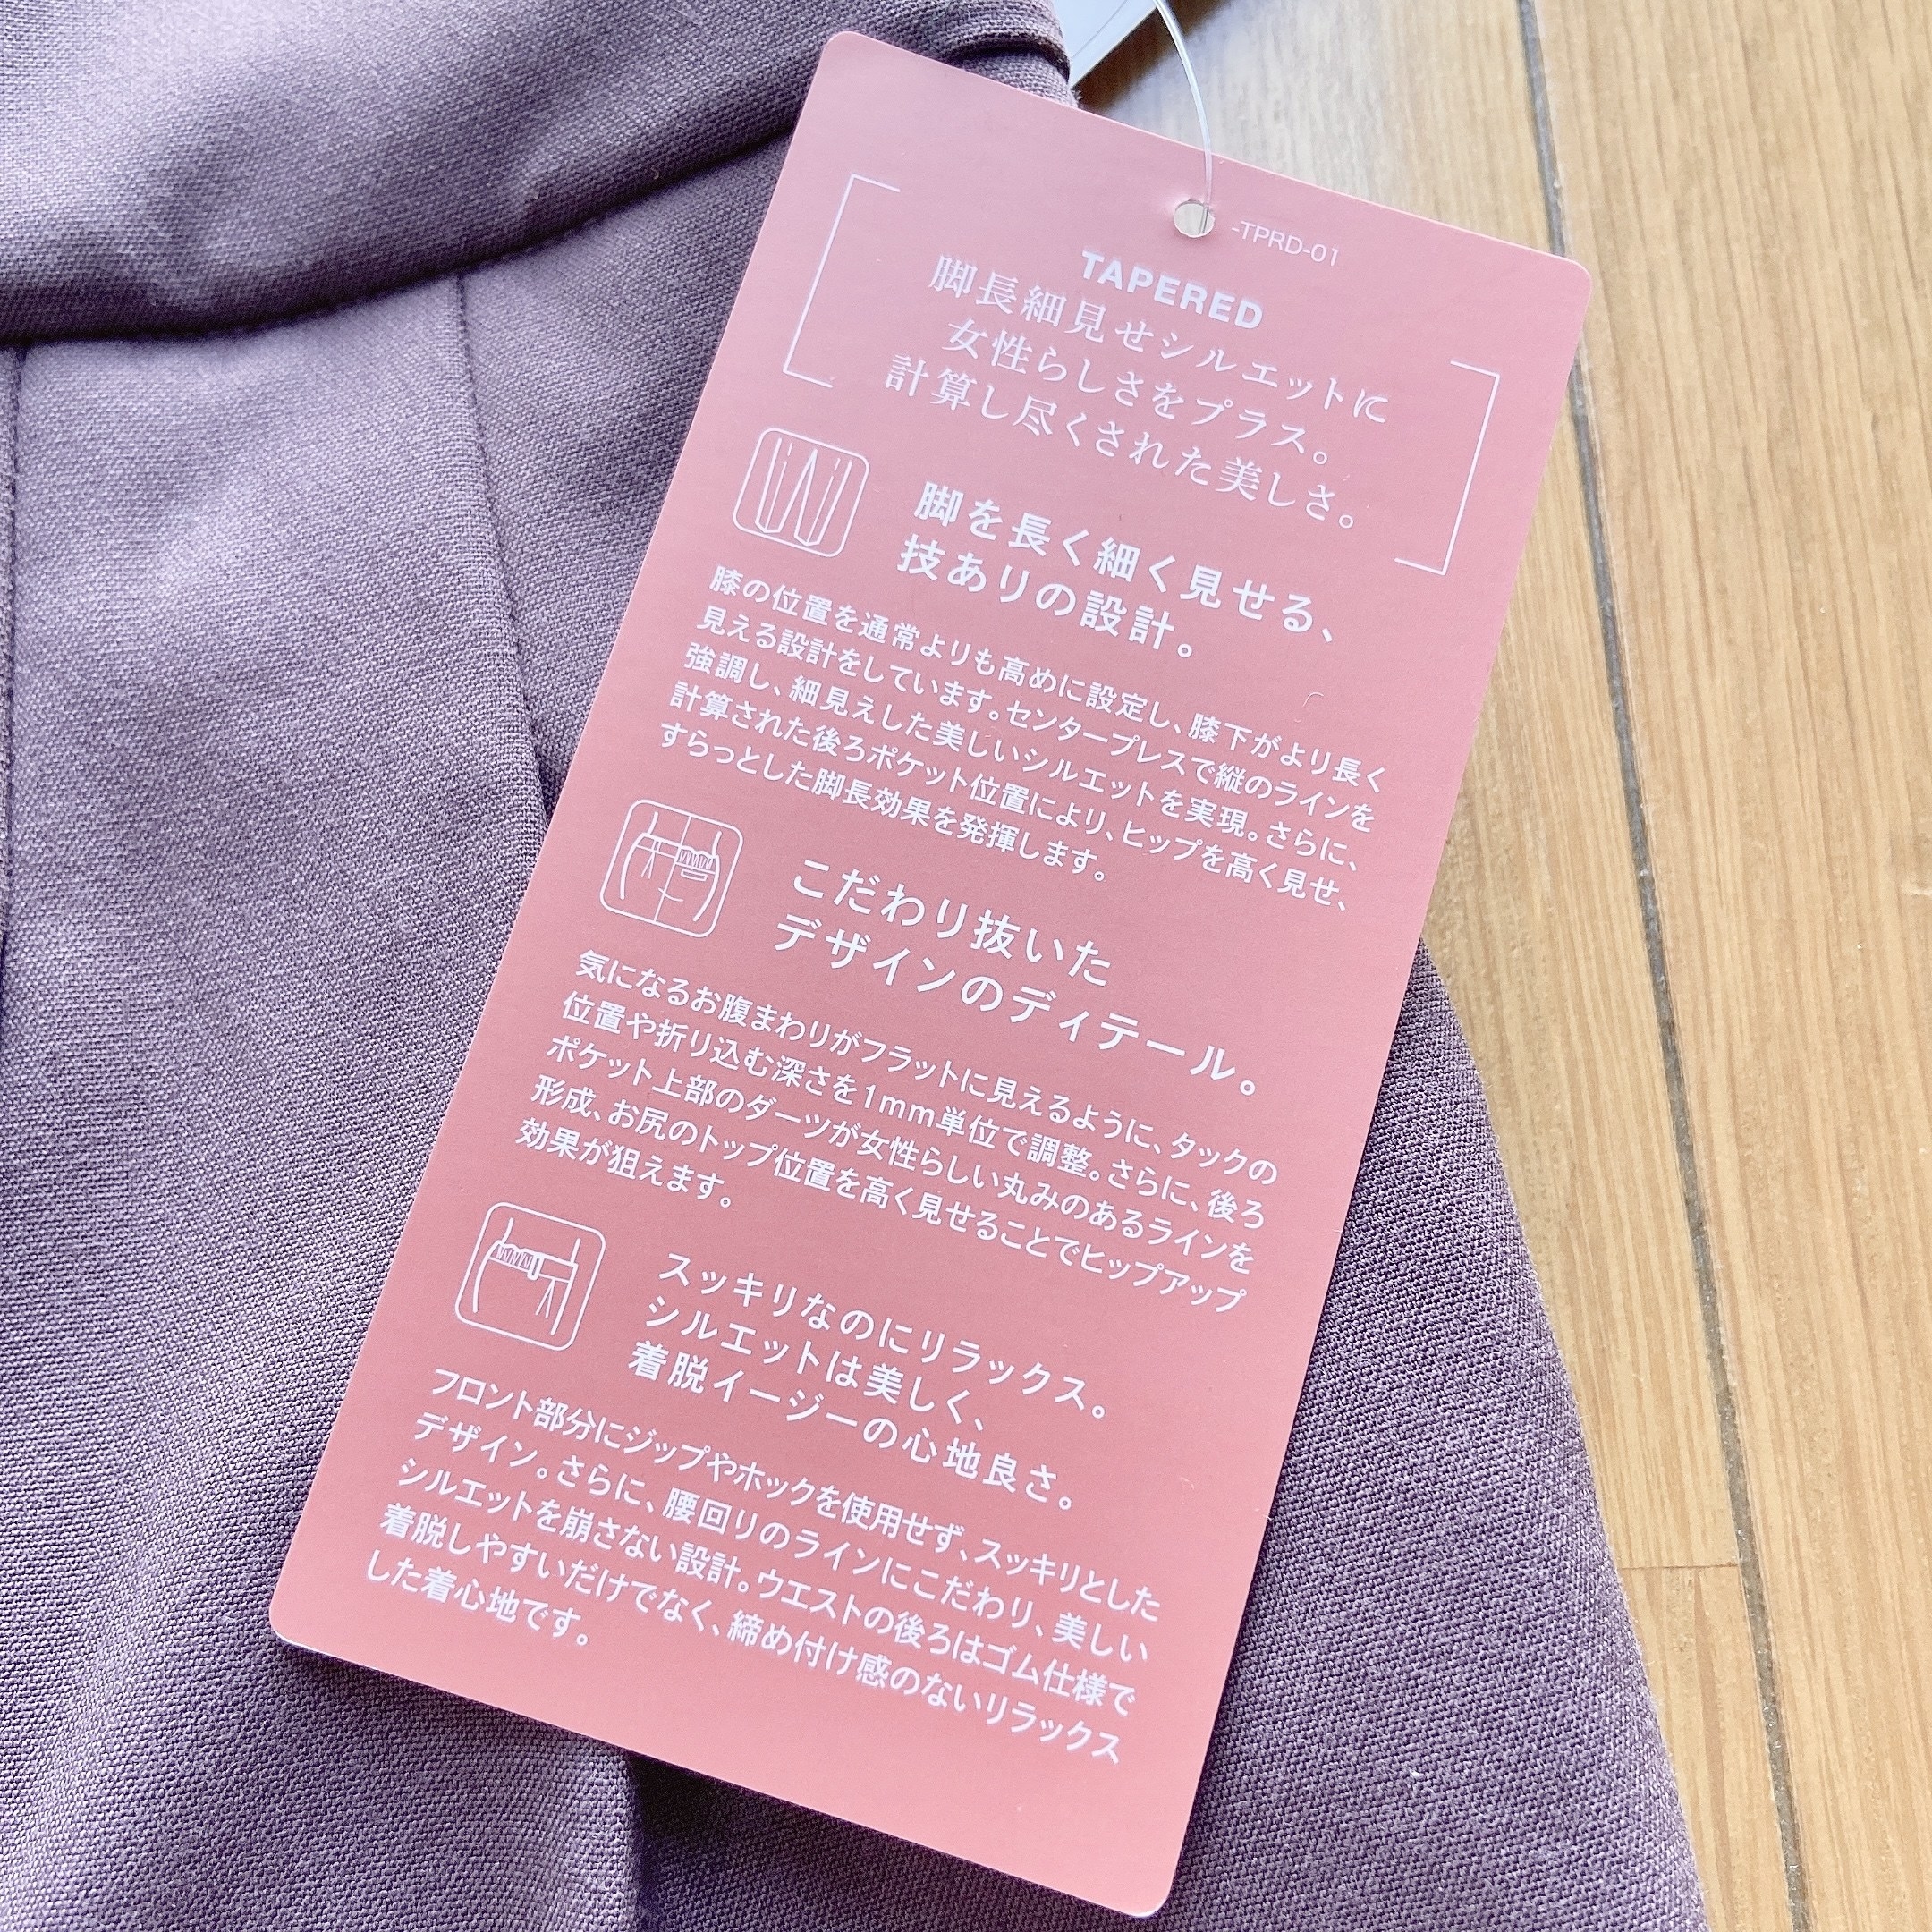 -TPRD-01
TAPERED
脚長細見せシルエットに
女性らしさをプラス。
計算し尽くされた美しさ。
脚を長く細く見せる、
技ありの設計。
膝の位置を通常よりも高めに設定し、膝下がより長く
見える設計をしています。センタープレスで縦のラインを
強調し、細見えした美しいシルエットを実現。さらに、
計算された後ろポケット位置により、ヒップを高く見せ、
すらっとした脚長効果を発揮します。
こだわり抜いた
デザインのディテール。
気になるお腹まわりがフラットに見えるように、タックの
位置や折り込む深さを1mm単位で調整。さらに、後ろ
ポケット上部のダーツが女性らしい丸みのあるラインを
形成、お尻のトップ位置を高く見せることでヒップアップ
効果が狙えます。
スッキリなのにリラックス。
シルエットは美しく、
着脱イージーの心地良さ。
フロント部分にジップやホックを使用せず、スッキリとした
デザイン。さらに、腰回りのラインにこだわり、美しい
シルエットを崩さない設計。ウエストの後ろはゴム仕様で
着脱しやすいだけでなく、締め付け感のないリラックス
した着心地です。